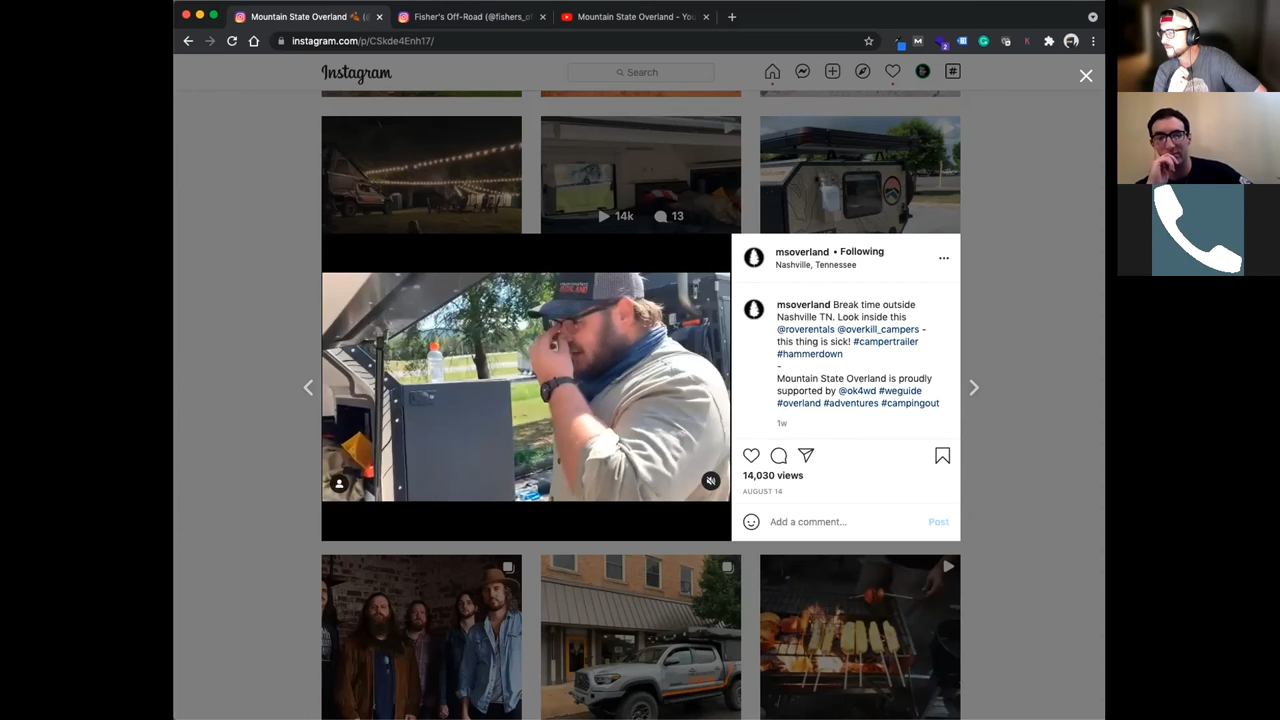 Mountain State Overland 🍂 (@
Fisher's Off-Road (@fishers_o
Mountain State Overland - You
instagram.com/p/CSkde4Enh17/
2
K
Instagram
Search
#
14k
13
msoverland • Following
Nashville, Tennessee
msoverland Break time outside
Nashville TN. Look inside this
@roverentals @overkill_campers -
this thing is sick! #campertrailer
#hammerdown
-
Mountain State Overland is proudly
supported by @ok4wd #weguide
#overland #adventures #campingout
1w
14,030 views
AUGUST 14
Add a comment...
Post